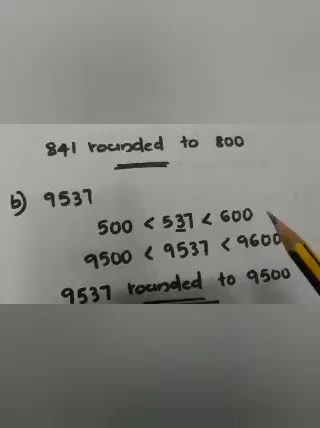 841 rounded to 800
b) 9537
500 < 537 < 600
9500 < 9537 < 9600
9537 rounded to 9500